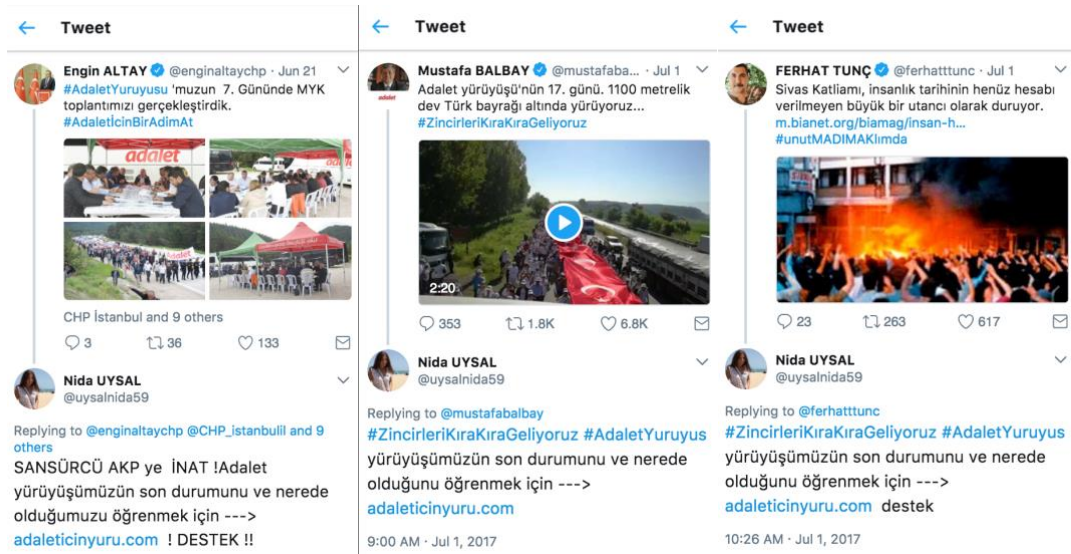 Tweet
Engin ALTAY @enginaltaychp · Jun 21
#AdaletYuruyusu 'muzun 7. Gününde MYK
toplantımızı gerçekleştirdik.
#AdaletİcinBirAdimAt
adalet
adalet
CHP İstanbul and 9 others
3 36 133
Nida UYSAL
@uysalnida59
Replying to @enginaltaychp @CHP_istanbulil and 9
others
SANSÜRCÜ AKP ye İNAT !Adalet
yürüyüşümüzün son durumunu ve nerede
olduğumuzu öğrenmek için --->
adaleticinyuru.com ! DESTEK !!
Tweet
Mustafa BALBAY @mustafaba... · Jul 1
adalet
Adalet yürüyüşü'nün 17. günü. 1100 metrelik
dev Türk bayrağı altında yürüyoruz...
#ZincirleriKıraKıraGeliyoruz
2:20
353 1.8K 6.8K
Nida UYSAL
@uysalnida59
Replying to @mustafabalbay
#ZincirleriKıraKıraGeliyoruz #AdaletYuruyus
yürüyüşümüzün son durumunu ve nerede
olduğunu öğrenmek için --->
adaleticinyuru.com
9:00 AM · Jul 1, 2017
Tweet
FERHAT TUNÇ @ferhatttunc · Jul 1
Sivas Katliamı, insanlık tarihinin henüz hesabı
verilmeyen büyük bir utancı olarak duruyor.
m.bianet.org/biamag/insan-h...
#unutMADIMAKlımda
23 263 617
Nida UYSAL
@uysalnida59
Replying to @ferhatttunc
#ZincirleriKıraKıraGeliyoruz #AdaletYuruyus
yürüyüşümüzün son durumunu ve nerede
olduğunu öğrenmek için --->
adaleticinyuru.com destek
10:26 AM · Jul 1, 2017